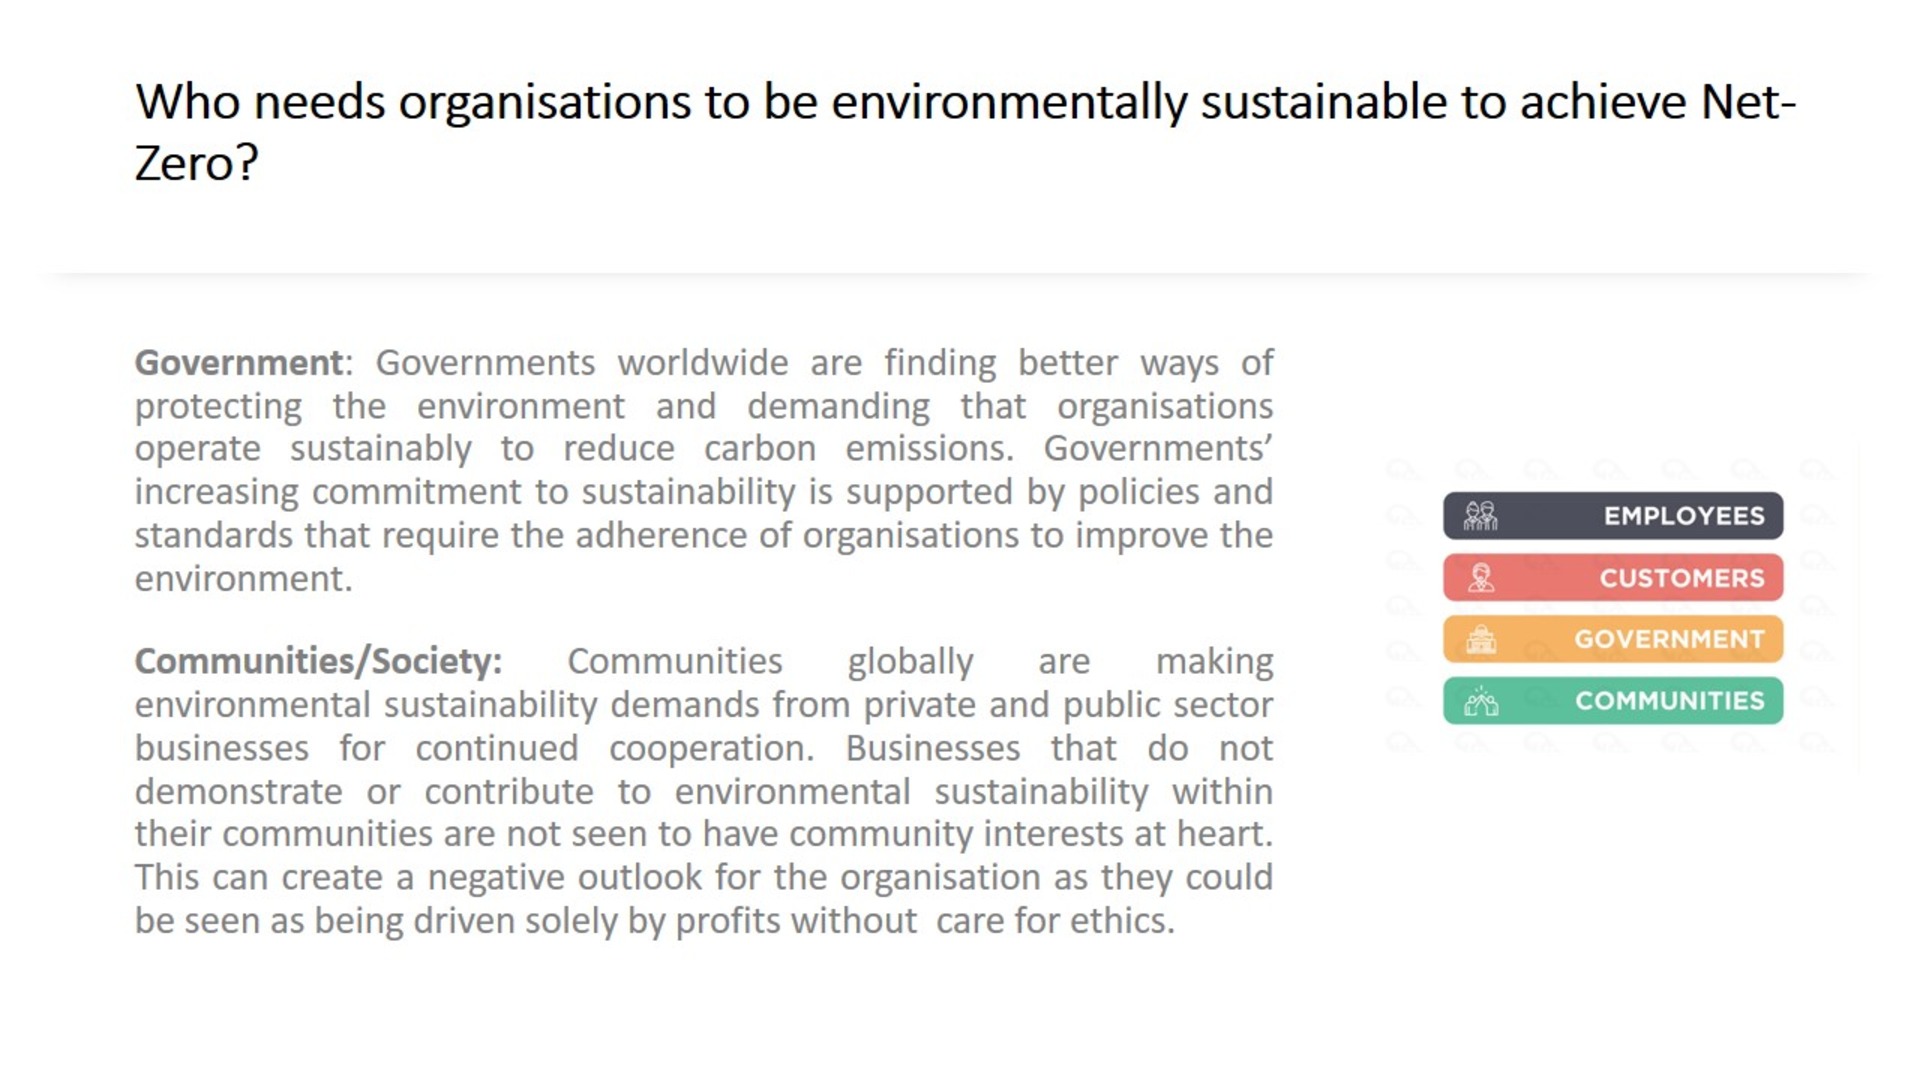 Who needs organisations to be environmentally sustainable to achieve Net-
Zero?
Government: Governments worldwide are finding better ways of
protecting the environment and demanding that organisations
operate sustainably to reduce carbon emissions. Governments’
increasing commitment to sustainability is supported by policies and
standards that require the adherence of organisations to improve the
environment.
Communities/Society: Communities globally are making
environmental sustainability demands from private and public sector
businesses for continued cooperation. Businesses that do not
demonstrate or contribute to environmental sustainability within
their communities are not seen to have community interests at heart.
This can create a negative outlook for the organisation as they could
be seen as being driven solely by profits without  care for ethics.
EMPLOYEES
CUSTOMERS
GOVERNMENT
COMMUNITIES